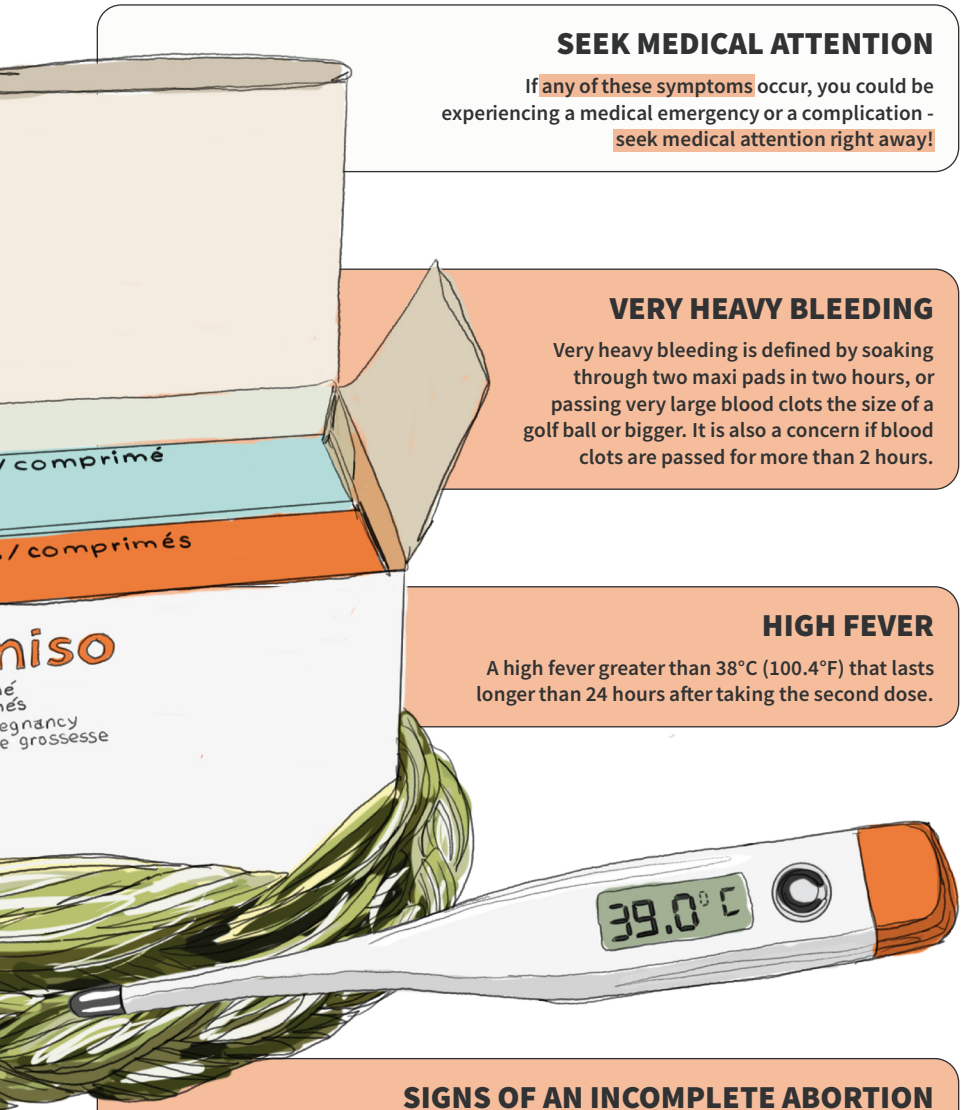 SEEK MEDICAL ATTENTION
If any of these symptoms occur, you could be
experiencing a medical emergency or a complication -
seek medical attention right away!
VERY HEAVY BLEEDING
Very heavy bleeding is defined by soaking
through two maxi pads in two hours, or
passing very large blood clots the size of a
golf ball or bigger. It is also a concern if blood
clots are passed for more than 2 hours.
/comprimé
/comprimés
HIGH FEVER
A high fever greater than 38°C (100.4°F) that lasts
longer than 24 hours after taking the second dose.
miso
é
és
egnancy
e grossesse
39.0° C
SIGNS OF AN INCOMPLETE ABORTION